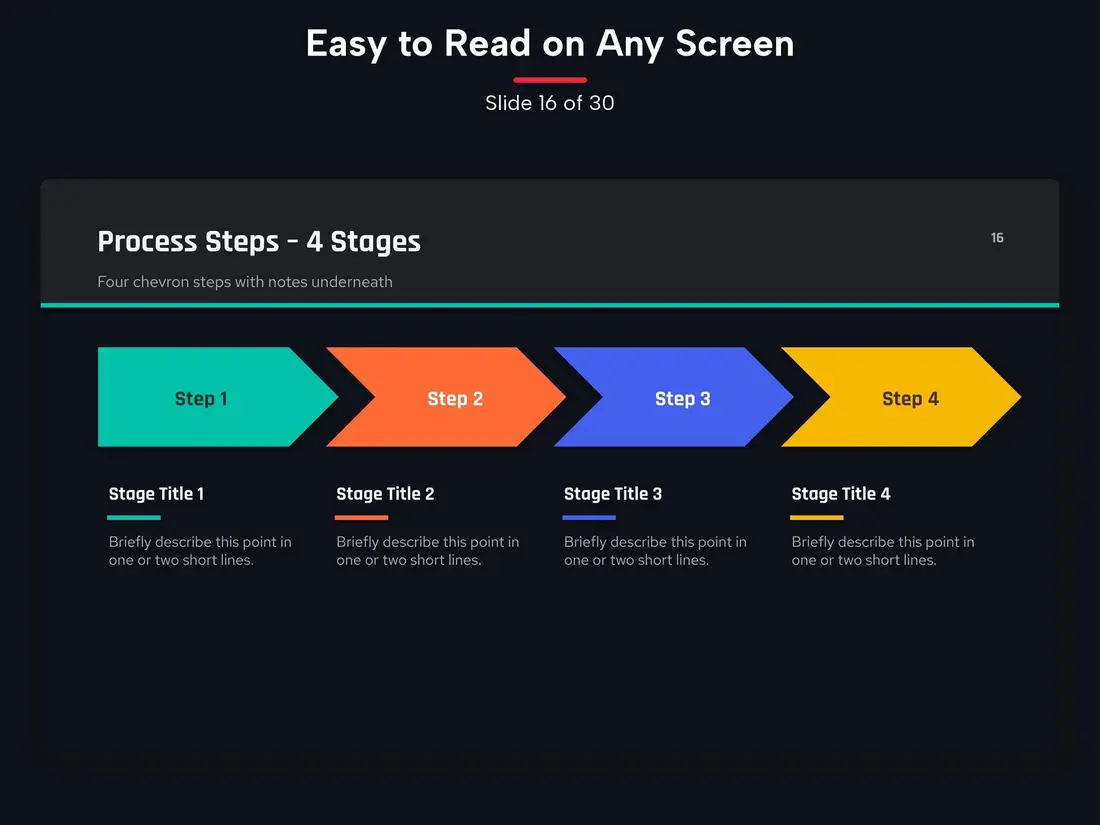 Easy to Read on Any Screen
Slide 16 of 30
Process Steps – 4 Stages
16
Four chevron steps with notes underneath
Step 1
Step 2
Step 3
Step 4
Stage Title 1
Briefly describe this point in
one or two short lines.
Stage Title 2
Briefly describe this point in
one or two short lines.
Stage Title 3
Briefly describe this point in
one or two short lines.
Stage Title 4
Briefly describe this point in
one or two short lines.